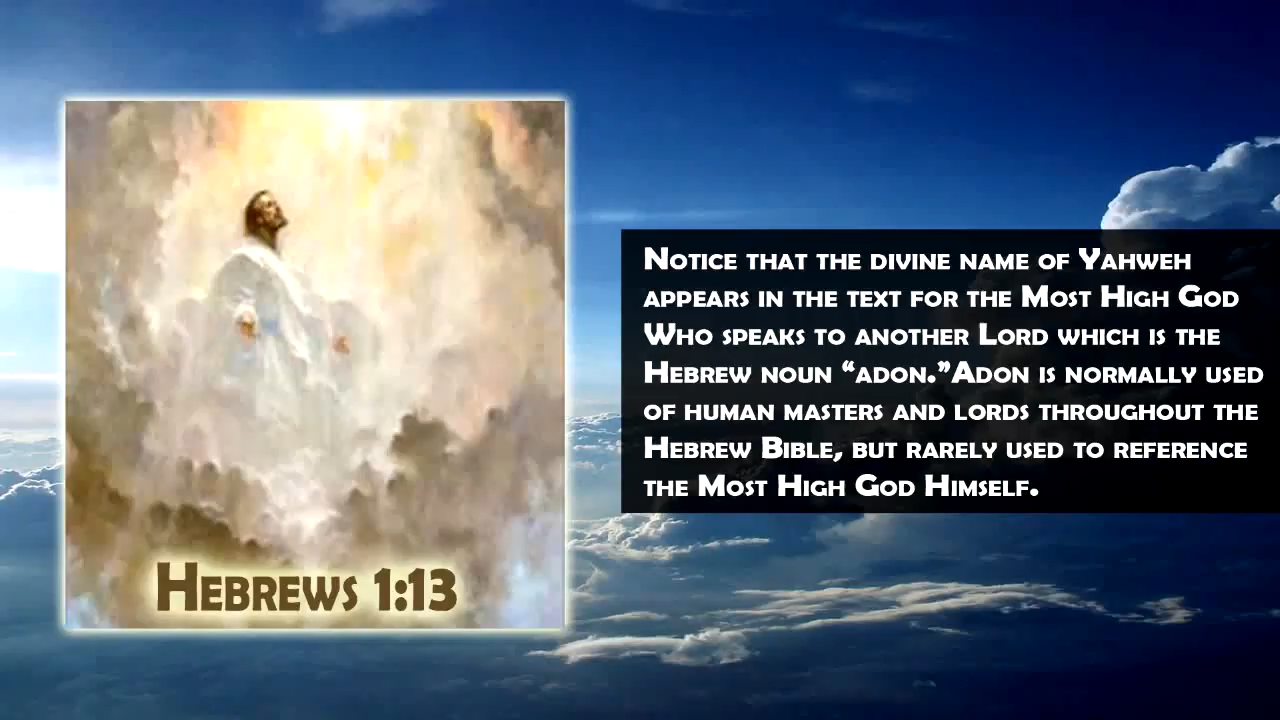 Hebrews 1:13
Notice that the divine name of Yahweh
appears in the text for the Most High God
Who speaks to another Lord which is the
Hebrew noun “adon.”Adon is normally used
of human masters and lords throughout the
Hebrew Bible, but rarely used to reference
the Most High God Himself.